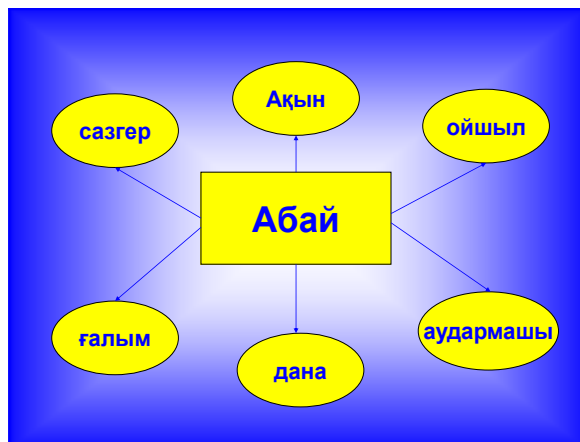 Ақын
сазгер
ойшыл
Абай
ғалым
аудармашы
дана